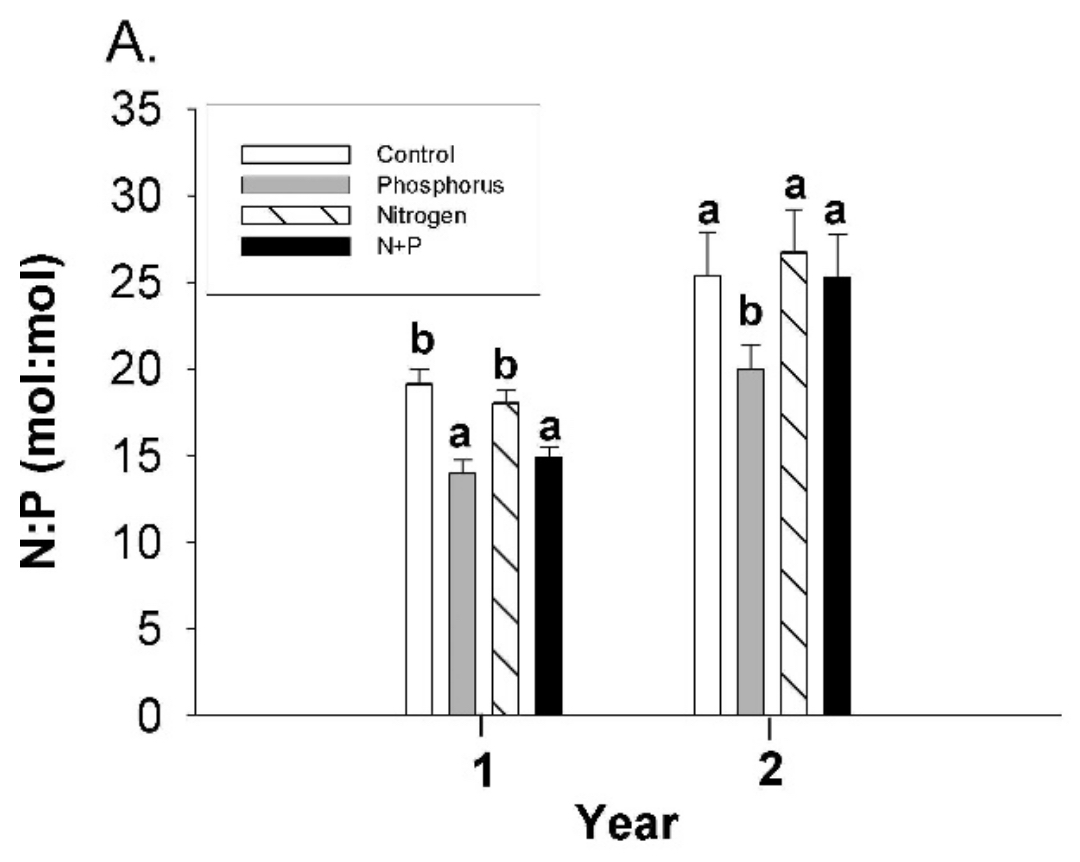 A.
35
30
25
20
15
10
5
0
N:P (mol:mol)
Control
Phosphorus
Nitrogen
N+P
b
a
b
a
a
b
a
a
1
2
Year